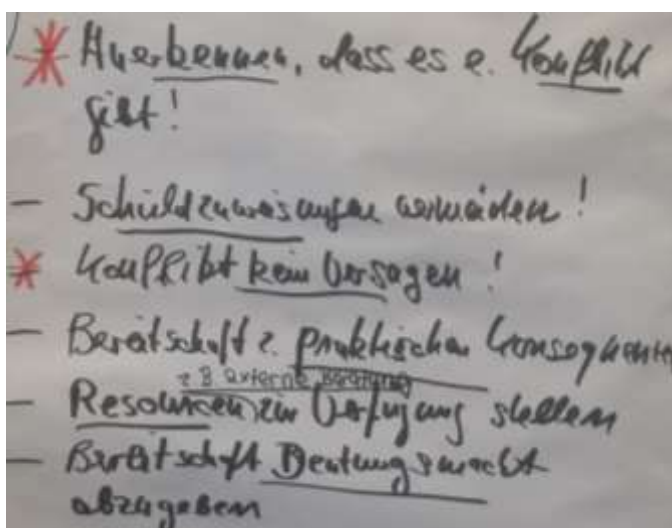 * Anerkennen, dass es e. Konflikt
gibt!
- Schuldzuweisungen vermeiden!
* Konflikt kein Versagen!
- Bereitschaft z. praktischen Konsequenzen
z B externe Beratung
- Resourcen zur Verfügung stellen
- Bereitschaft Deutungsmacht
abzugeben